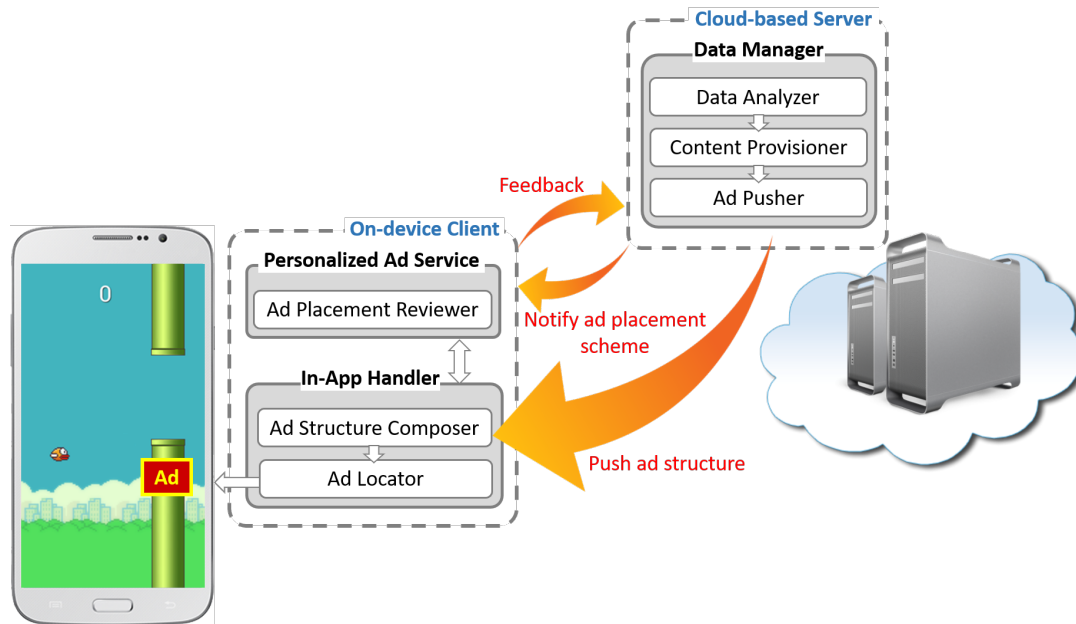 Cloud-based Server
Data Manager
Data Analyzer
Content Provisioner
Ad Pusher
Feedback
On-device Client
Personalized Ad Service
Ad Placement Reviewer
Notify ad placement
scheme
In-App Handler
Ad Structure Composer
Ad Locator
Push ad structure
0
Ad